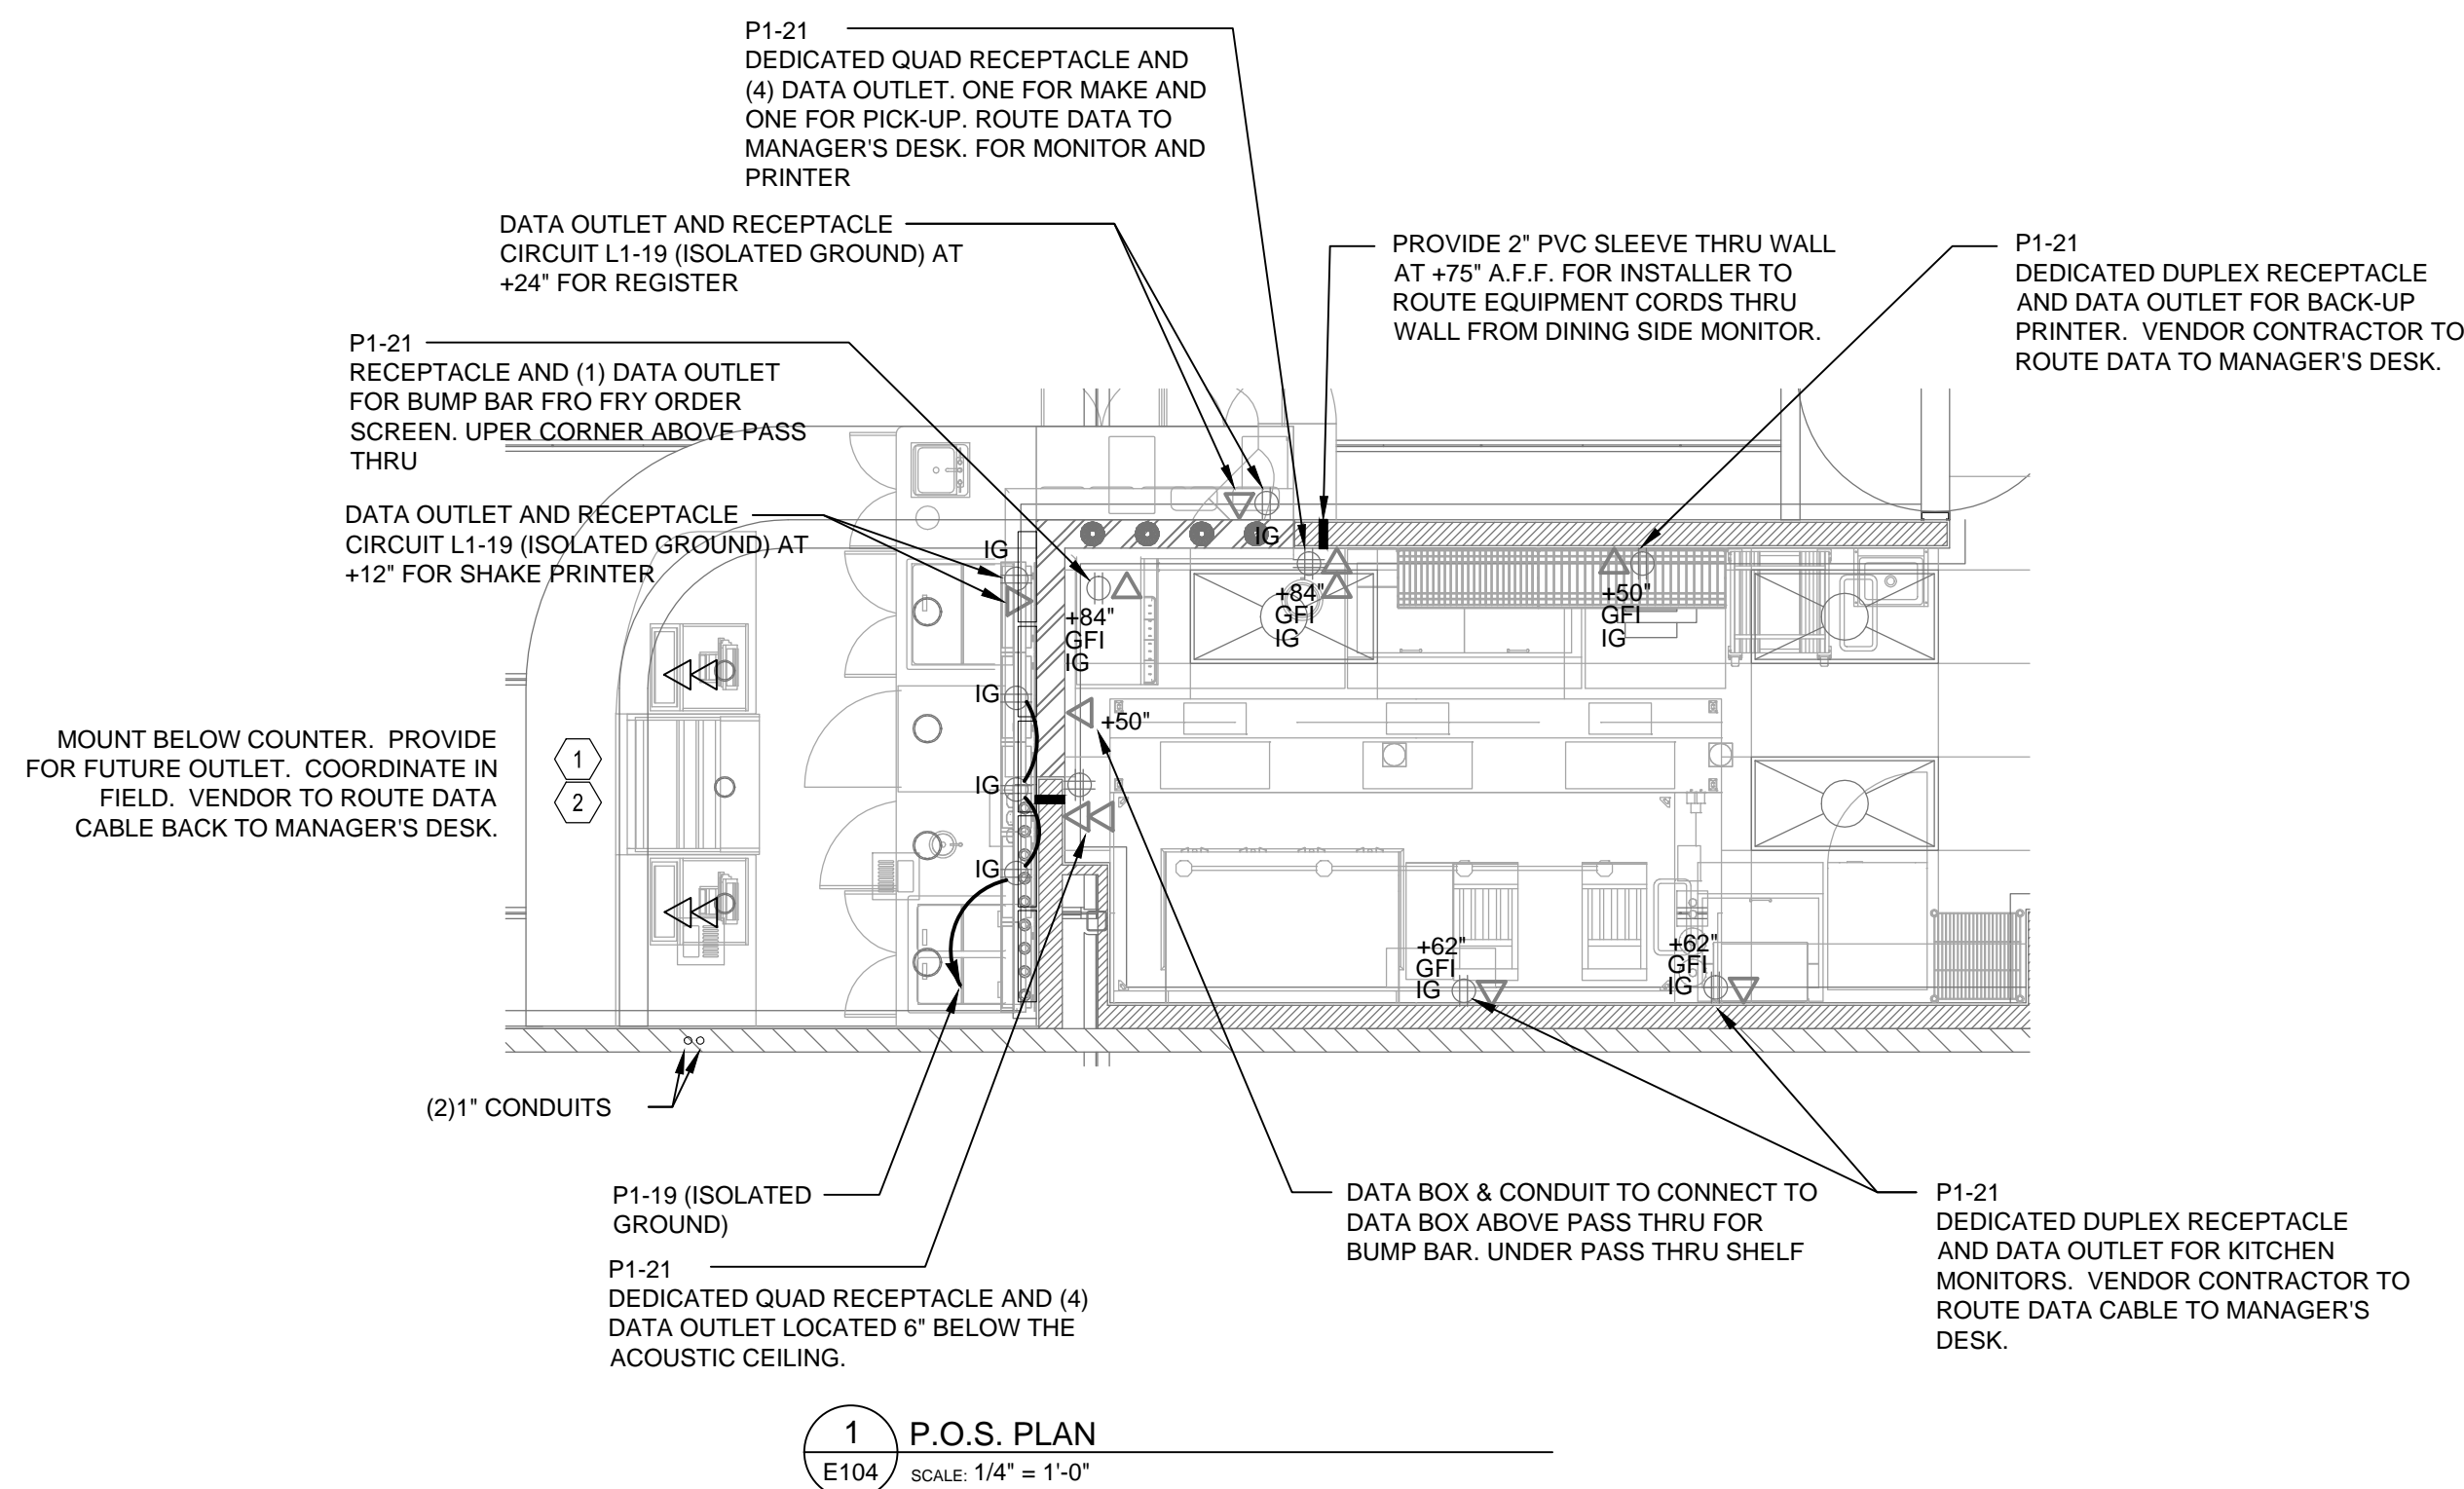 P1-21
DEDICATED QUAD RECEPTACLE AND
(4) DATA OUTLET. ONE FOR MAKE AND
ONE FOR PICK-UP. ROUTE DATA TO
MANAGER'S DESK. FOR MONITOR AND
PRINTER
DATA OUTLET AND RECEPTACLE
CIRCUIT L1-19 (ISOLATED GROUND) AT
+24" FOR REGISTER
PROVIDE 2" PVC SLEEVE THRU WALL
AT +75" A.F.F. FOR INSTALLER TO
ROUTE EQUIPMENT CORDS THRU
WALL FROM DINING SIDE MONITOR.
P1-21
DEDICATED DUPLEX RECEPTACLE
AND DATA OUTLET FOR BACK-UP
PRINTER. VENDOR CONTRACTOR TO
ROUTE DATA TO MANAGER'S DESK.
P1-21
RECEPTACLE AND (1) DATA OUTLET
FOR BUMP BAR FRO FRY ORDER
SCREEN. UPER CORNER ABOVE PASS
THRU
DATA OUTLET AND RECEPTACLE
CIRCUIT L1-19 (ISOLATED GROUND) AT
+12" FOR SHAKE PRINTER
IG
IG
+84"
GFI
IG
+84"
GFI
IG
+50"
GFI
IG
IG
+50"
IG
IG
MOUNT BELOW COUNTER. PROVIDE
FOR FUTURE OUTLET. COORDINATE IN
FIELD. VENDOR TO ROUTE DATA
CABLE BACK TO MANAGER'S DESK.
1
2
+62"
GFI
IG
+62"
GFI
IG
(2)1" CONDUITS
P1-19 (ISOLATED
GROUND)
P1-21
DEDICATED QUAD RECEPTACLE AND (4)
DATA OUTLET LOCATED 6" BELOW THE
ACOUSTIC CEILING.
DATA BOX & CONDUIT TO CONNECT TO
DATA BOX ABOVE PASS THRU FOR
BUMP BAR. UNDER PASS THRU SHELF
P1-21
DEDICATED DUPLEX RECEPTACLE
AND DATA OUTLET FOR KITCHEN
MONITORS. VENDOR CONTRACTOR TO
ROUTE DATA CABLE TO MANAGER'S
DESK.
1
E104
P.O.S. PLAN
SCALE: 1/4" = 1'-0"